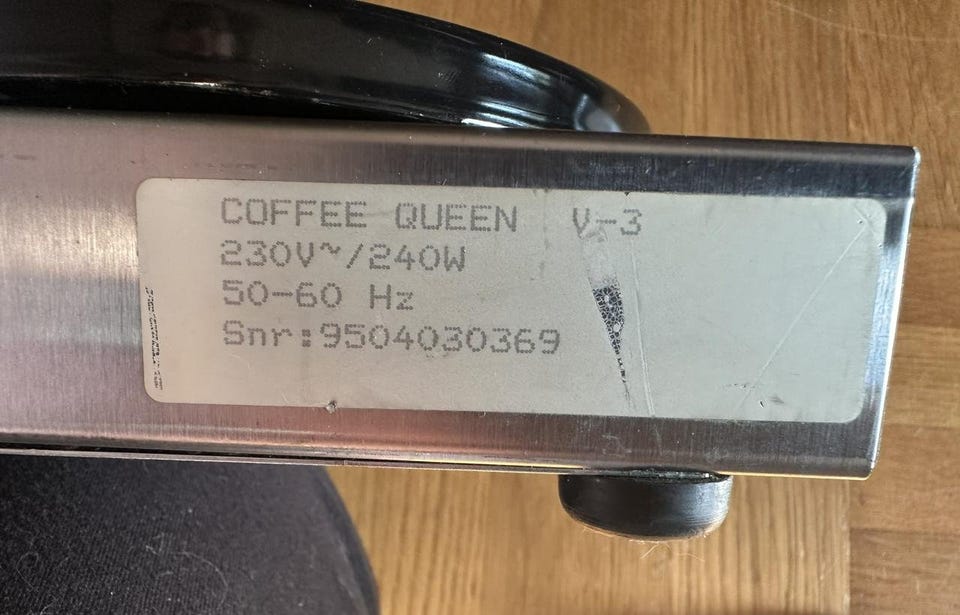 COFFEE QUEEN V-3
230V~/240W
50-60 Hz
Snr:9504030369